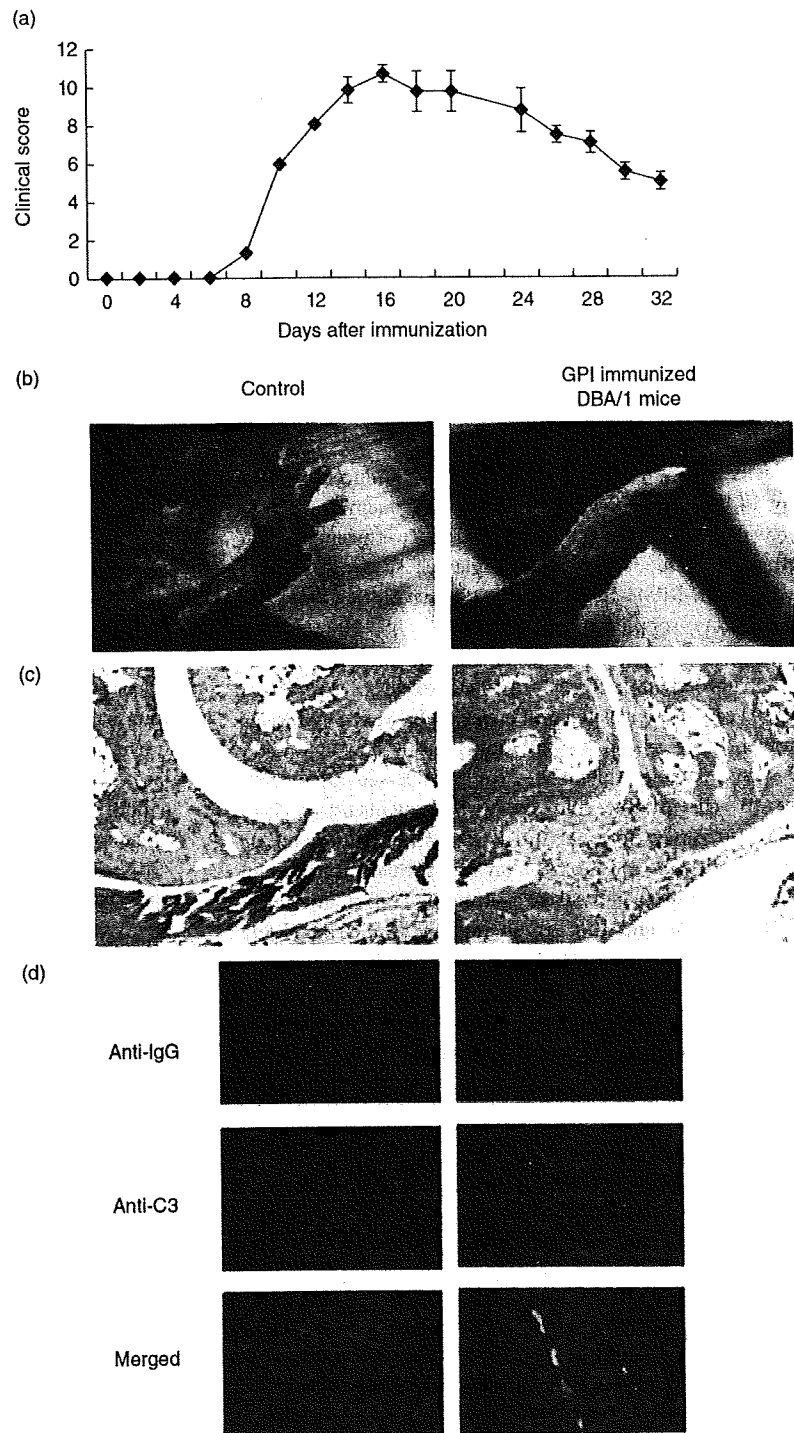 (a)
12
10
8
6
4
2
0
Clinical score
0 4 8 12 16 20 24 28 32
Days after immunization
(b)
Control
GPI immunized
DBA/1 mice
(c)
(d)
Anti-IgG
Anti-C3
Merged